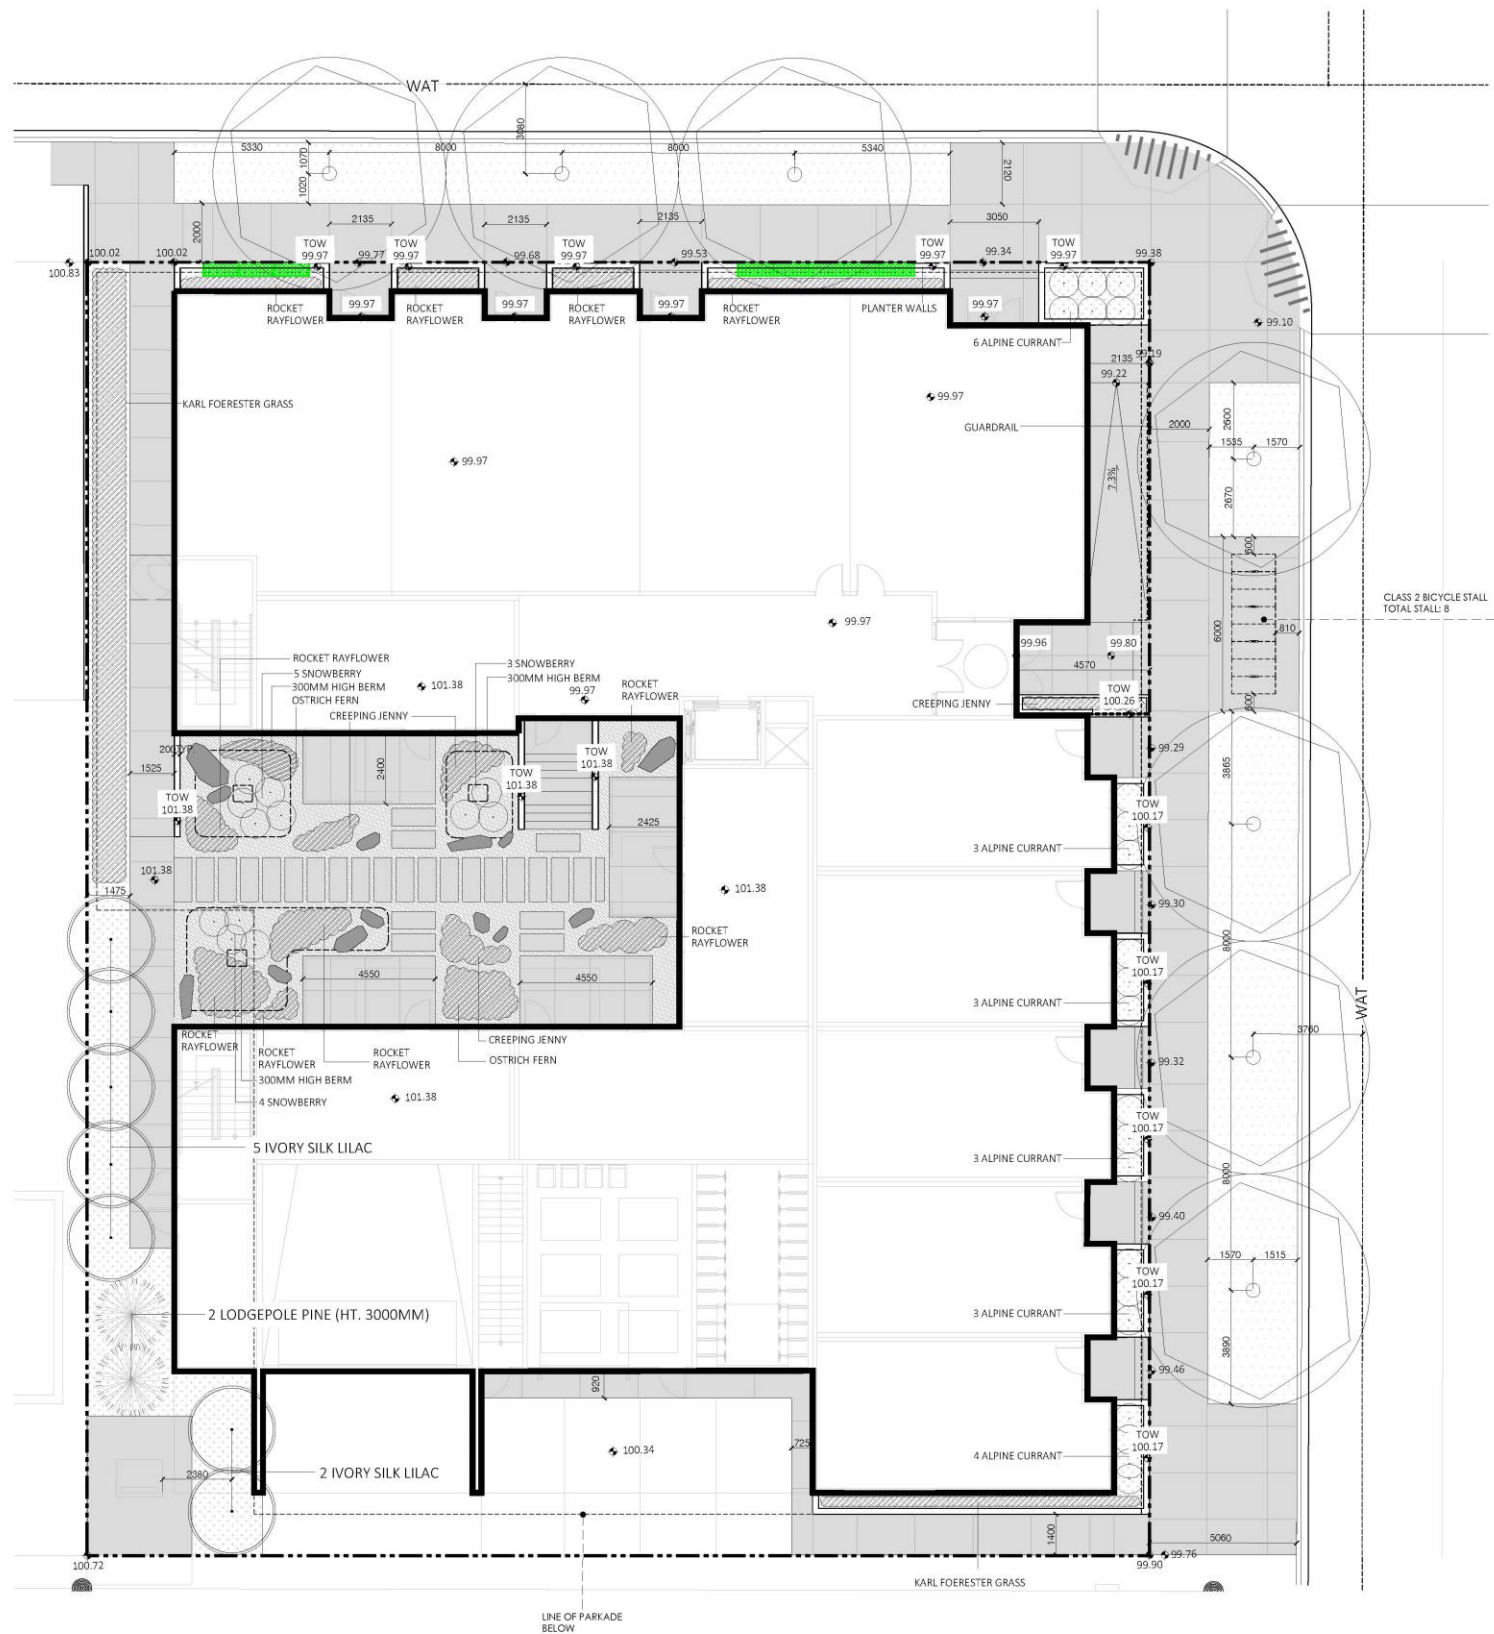 WAT
3080
5330
8000
8000
5340
1070
1020
2120
2000
2135
2135
2135
3050
TOW
99.97
TOW
99.97
TOW
99.97
TOW
99.97
TOW
99.97
100.83
100.02
100.02
99.77
99.68
99.53
99.34
99.38
99.97
99.97
99.97
99.97
ROCKET
RAYFLOWER
ROCKET
RAYFLOWER
ROCKET
RAYFLOWER
ROCKET
RAYFLOWER
PLANTER WALLS
99.10
6 ALPINE CURRANT
2135
99.19
99.22
KARL FOERESTER GRASS
99.97
GUARDRAIL
2000
2600
1535
1570
99.97
7.3%
2670
600
CLASS 2 BICYCLE STALL
TOTAL STALL: 8
6000
810
99.97
99.96
99.80
4570
ROCKET RAYFLOWER
5 SNOWBERRY
300MM HIGH BERM
OSTRICH FERN
CREEPING JENNY
101.38
3 SNOWBERRY
300MM HIGH BERM
99.97
ROCKET
RAYFLOWER
CREEPING JENNY
TOW
100.26
600
200TYP
1525
2400
TOW
101.38
TOW
101.38
TOW
101.38
99.29
3865
2425
TOW
100.17
3 ALPINE CURRANT
101.38
1475
101.38
99.30
ROCKET
RAYFLOWER
8000
4550
4550
TOW
100.17
3 ALPINE CURRANT
WAT
3760
ROCKET
RAYFLOWER
ROCKET
RAYFLOWER
ROCKET
RAYFLOWER
CREEPING JENNY
OSTRICH FERN
300MM HIGH BERM
4 SNOWBERRY
101.38
99.32
TOW
100.17
5 IVORY SILK LILAC
3 ALPINE CURRANT
8000
99.40
1570
1515
TOW
100.17
2 LODGEPOLE PINE (HT. 3000MM)
3 ALPINE CURRANT
3890
99.46
920
725
TOW
100.17
100.34
4 ALPINE CURRANT
2380
2 IVORY SILK LILAC
1400
5060
100.72
99.76
99.90
KARL FOERESTER GRASS
LINE OF PARKADE
BELOW